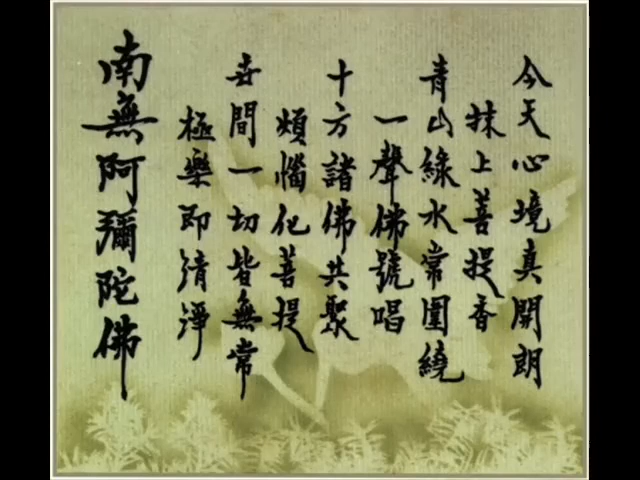 今天心境真開朗
抹上菩提香
青山綠水常圍繞
一聲佛號唱
十方諸佛共聚
煩惱化菩提
世間一切皆無常
極樂即清淨
南無阿彌陀佛